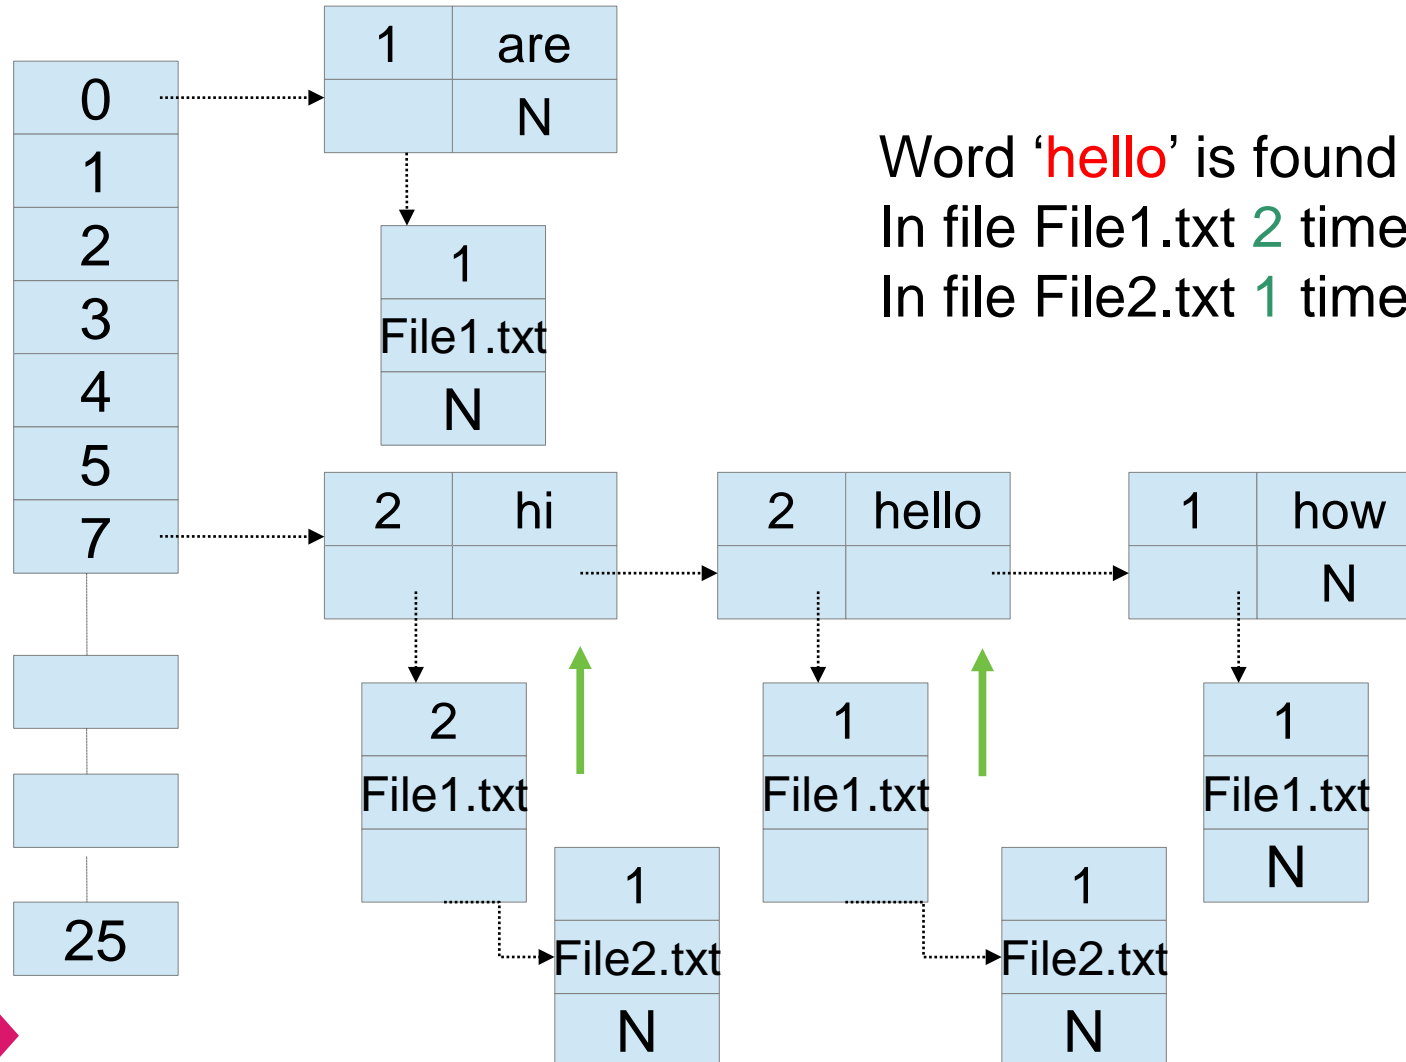 1 are
N
0
1
2
3
4
5
7
25
Word ‘hello’ is found
In file File1.txt 2 time
In file File2.txt 1 time
1
File1.txt
N
2 hi
2 hello
1 how
N
2
File1.txt
1
File2.txt
N
1
File1.txt
1
File2.txt
N
1
File1.txt
N